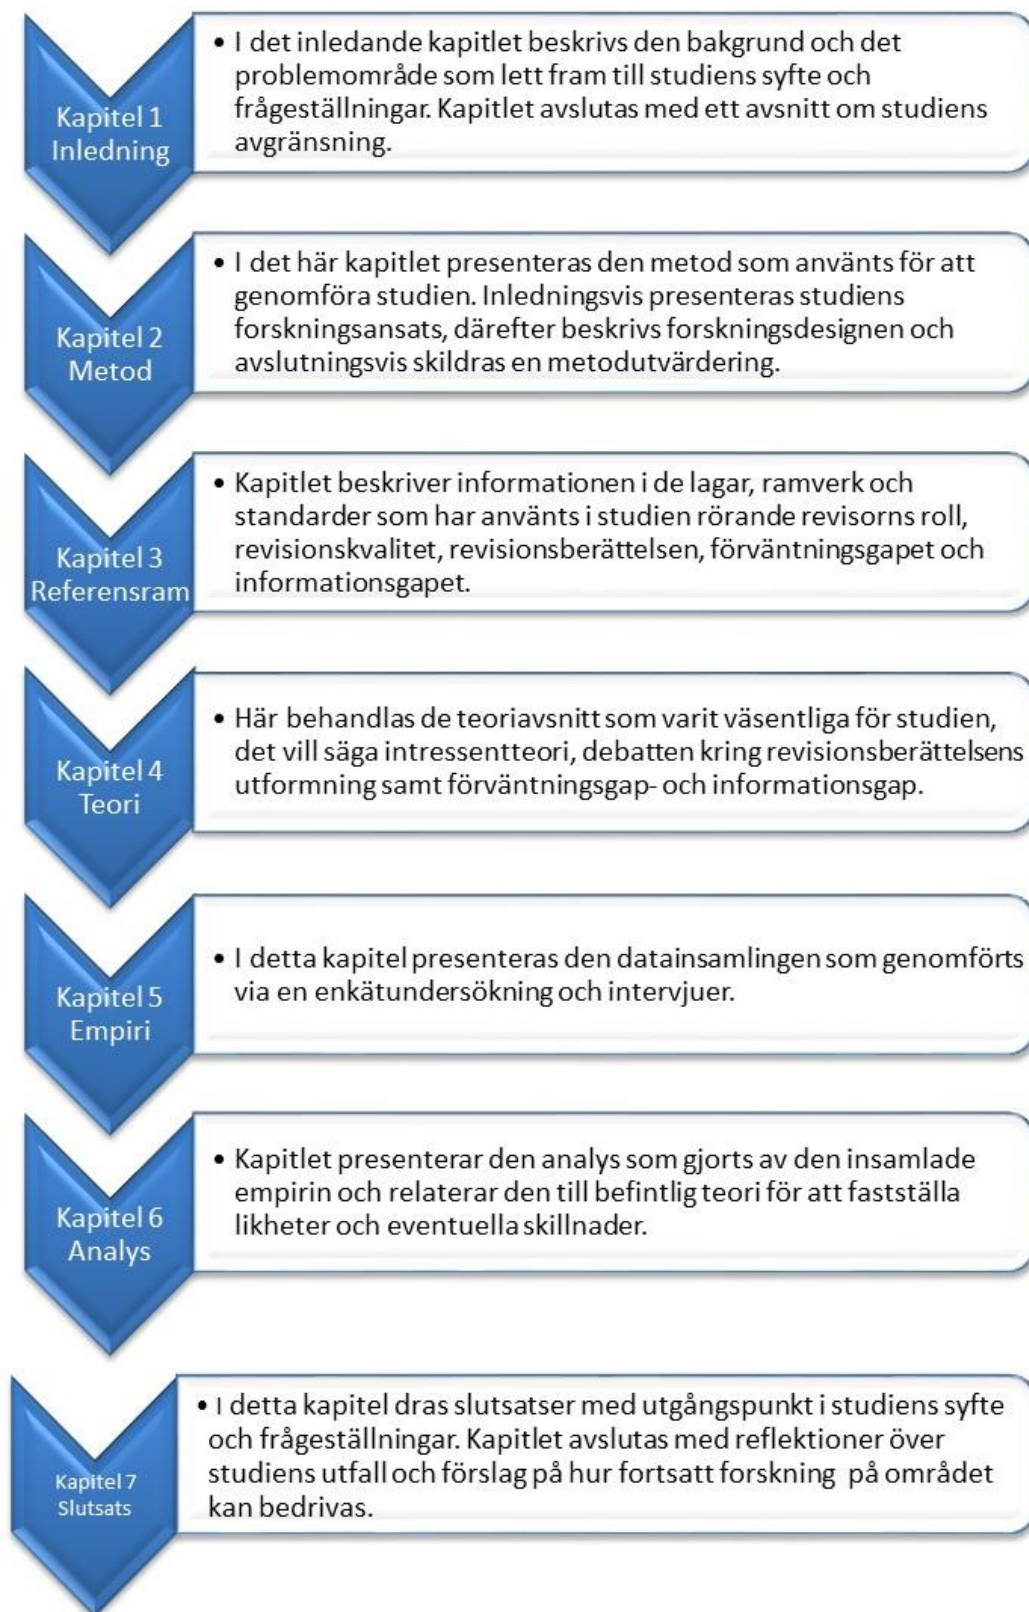 Kapitel 1
Inledning
• I det inledande kapitlet beskrivs den bakgrund och det
problemområde som lett fram till studiens syfte och
frågeställningar. Kapitlet avslutas med ett avsnitt om studiens
avgränsning.
Kapitel 2
Metod
• I det här kapitlet presenteras den metod som använts för att
genomföra studien. Inledningsvis presenteras studiens
forskningsansats, därefter beskrivs forskningsdesignen och
avslutningsvis skildras en metodutvärdering.
Kapitel 3
Referensram
• Kapitlet beskriver informationen i de lagar, ramverk och
standarder som har använts i studien rörande revisorns roll,
revisionskvalitet, revisionsberättelsen, förväntningsgapet och
informationsgapet.
Kapitel 4
Teori
• Här behandlas de teoriavsnitt som varit väsentliga för studien,
det vill säga intressentteori, debatten kring revisionsberättelsens
utformning samt förväntningsgap- och informationsgap.
Kapitel 5
Empiri
• I detta kapitel presenteras den datainsamlingen som genomförts
via en enkätundersökning och intervjuer.
Kapitel 6
Analys
• Kapitlet presenterar den analys som gjorts av den insamlade
empirin och relaterar den till befintlig teori för att fastställa
likheter och eventuella skillnader.
Kapitel 7
Slutsats
• I detta kapitel dras slutsatser med utgångspunkt i studiens syfte
och frågeställningar. Kapitlet avslutas med reflektioner över
studiens utfall och förslag på hur fortsatt forskning på området
kan bedrivas.